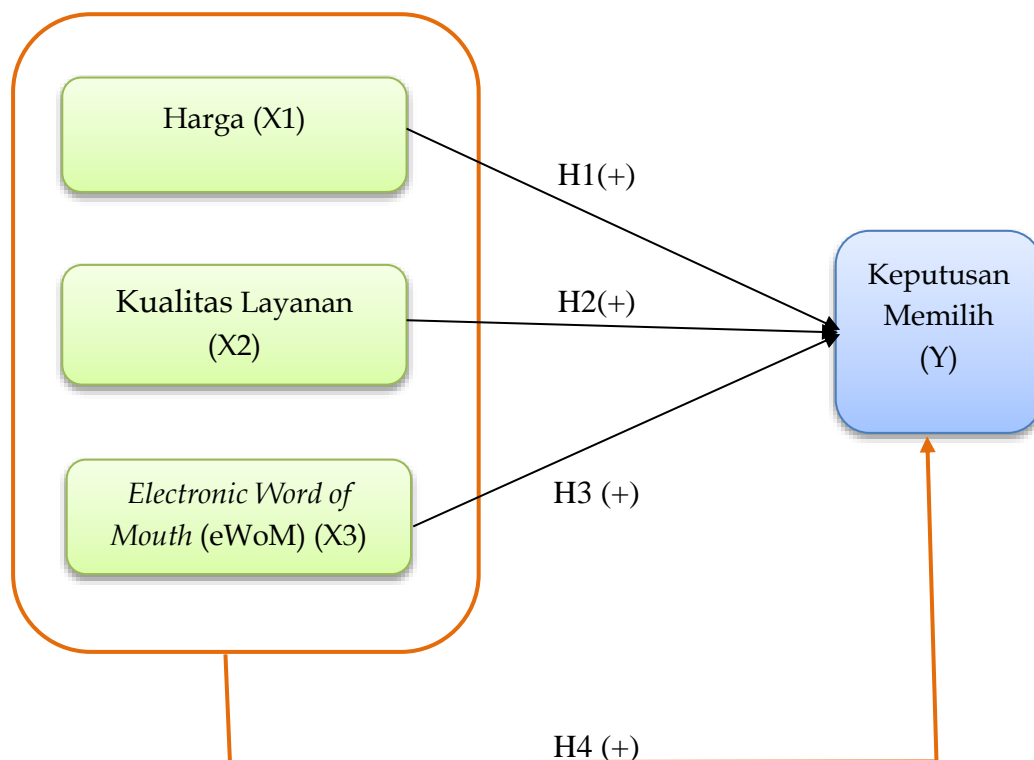 Harga (X1)
H1(+)
Kualitas Layanan
(X2)
H2(+)
Keputusan
Memilih
(Y)
Electronic Word of
Mouth (eWoM) (X3)
H3 (+)
H4 (+)